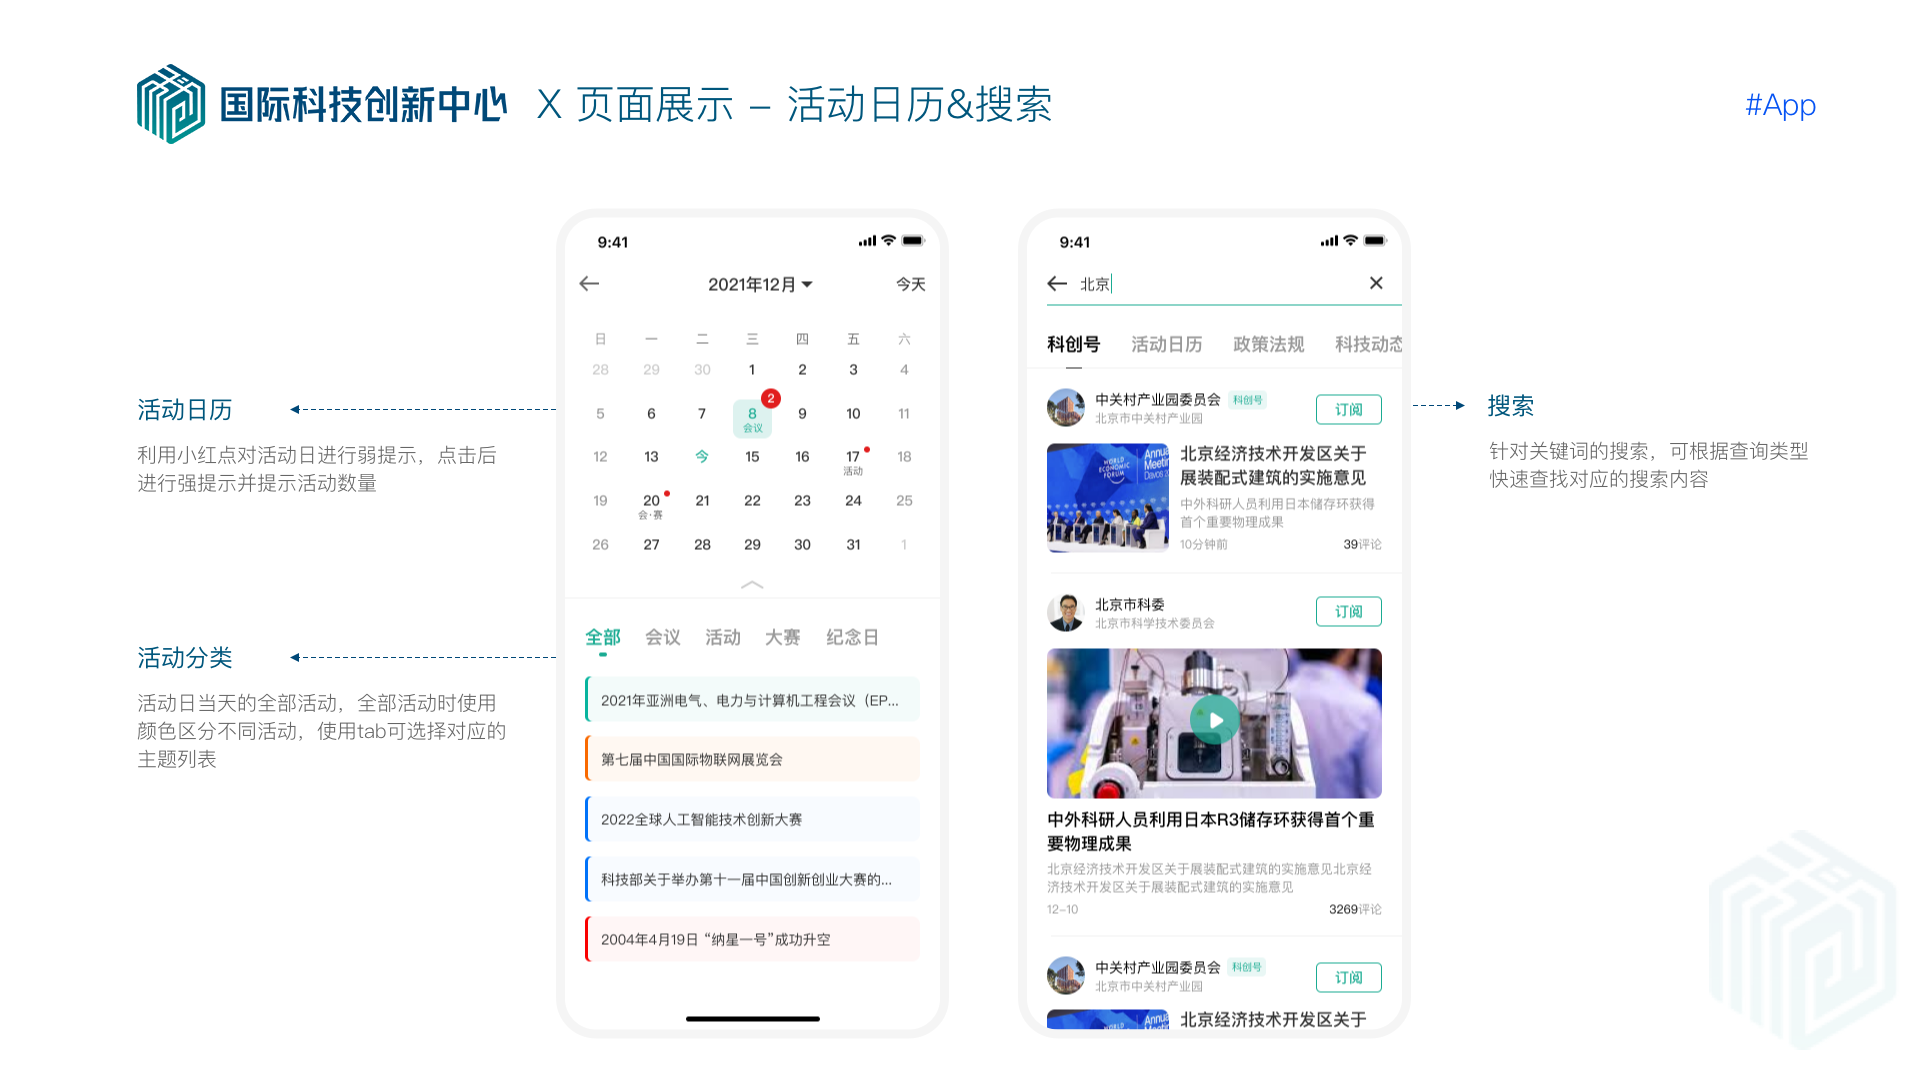 国际科技创新中心 X 页面展示 – 活动日历&搜索
#App
活动日历
利用小红点对活动日进行弱提示，点击后
进行强提示并提示活动数量
活动分类
活动日当天的全部活动，全部活动时使用
颜色区分不同活动，使用tab可选择对应的
主题列表
9:41
2021年12月
今天
日 一 二 三 四 五 六
28 29 30 1 2 3 4
2
5 6 7 8 9 10 11
会议
12 13 今 15 16 17 18
活动
19 20 21 22 23 24 25
会·赛
26 27 28 29 30 31 1
全部 会议 活动 大赛 纪念日
2021年亚洲电气、电力与计算机工程会议（EP...
第七届中国国际物联网展览会
2022全球人工智能技术创新大赛
科技部关于举办第十一届中国创新创业大赛的...
2004年4月19日 “纳星一号”成功升空
9:41
北京
科创号 活动日历 政策法规 科技动态
中关村产业园委员会 科创号
北京市中关村产业园
订阅
WORLD
ECONOMIC
FORUM
Annua
Meetin
Davos 20
北京经济技术开发区关于
展装配式建筑的实施意见
中外科研人员利用日本储存环获得
首个重要物理成果
10分钟前 39评论
北京市科委
北京市科学技术委员会
订阅
中外科研人员利用日本R3储存环获得首个重
要物理成果
北京经济技术开发区关于展装配式建筑的实施意见北京经
济技术开发区关于展装配式建筑的实施意见
12-10 3269评论
中关村产业园委员会 科创号
北京市中关村产业园
订阅
WORLD
Annua
Meetin
北京经济技术开发区关于
搜索
针对关键词的搜索，可根据查询类型
快速查找对应的搜索内容